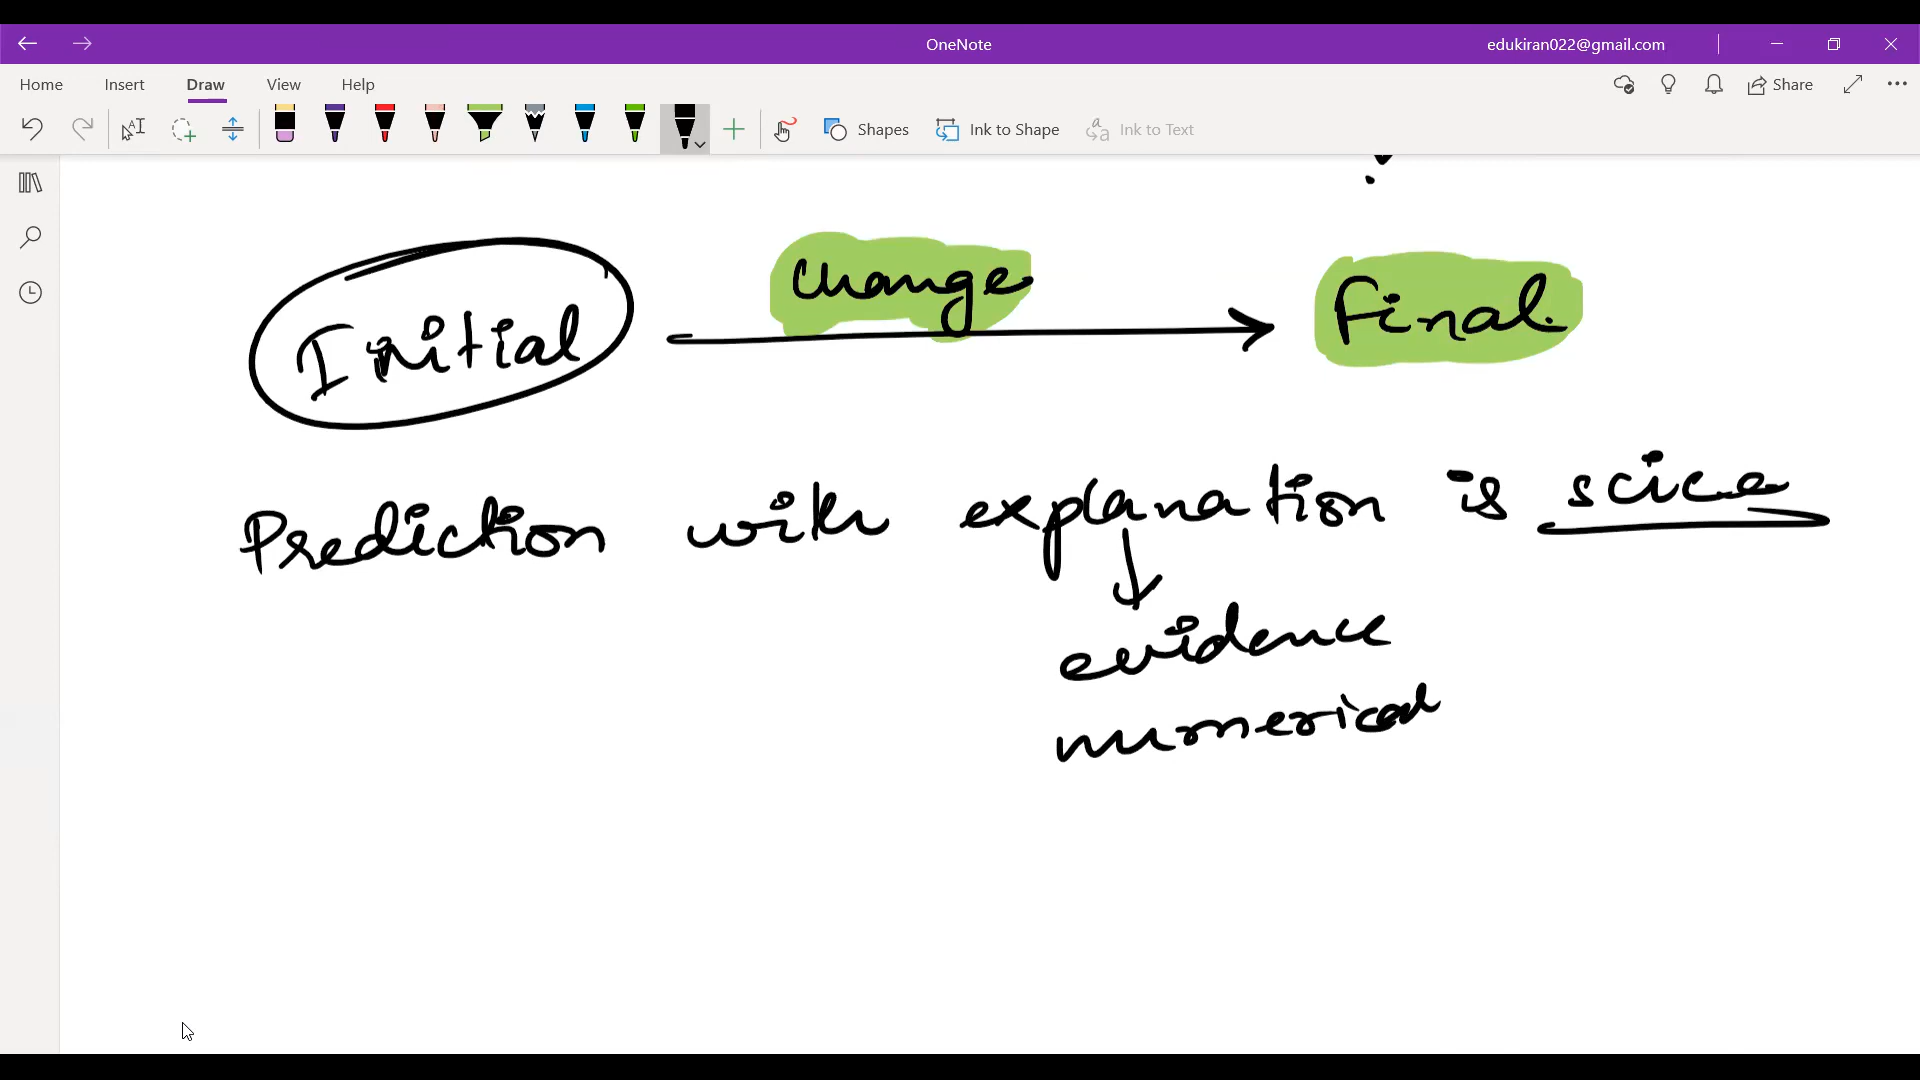 OneNote
edukiran022@gmail.com
Home Insert Draw View Help
Share
Shapes Ink to Shape Ink to Text
change
Initial
Final.
Prediction with explanation is scice
evidence
numerical